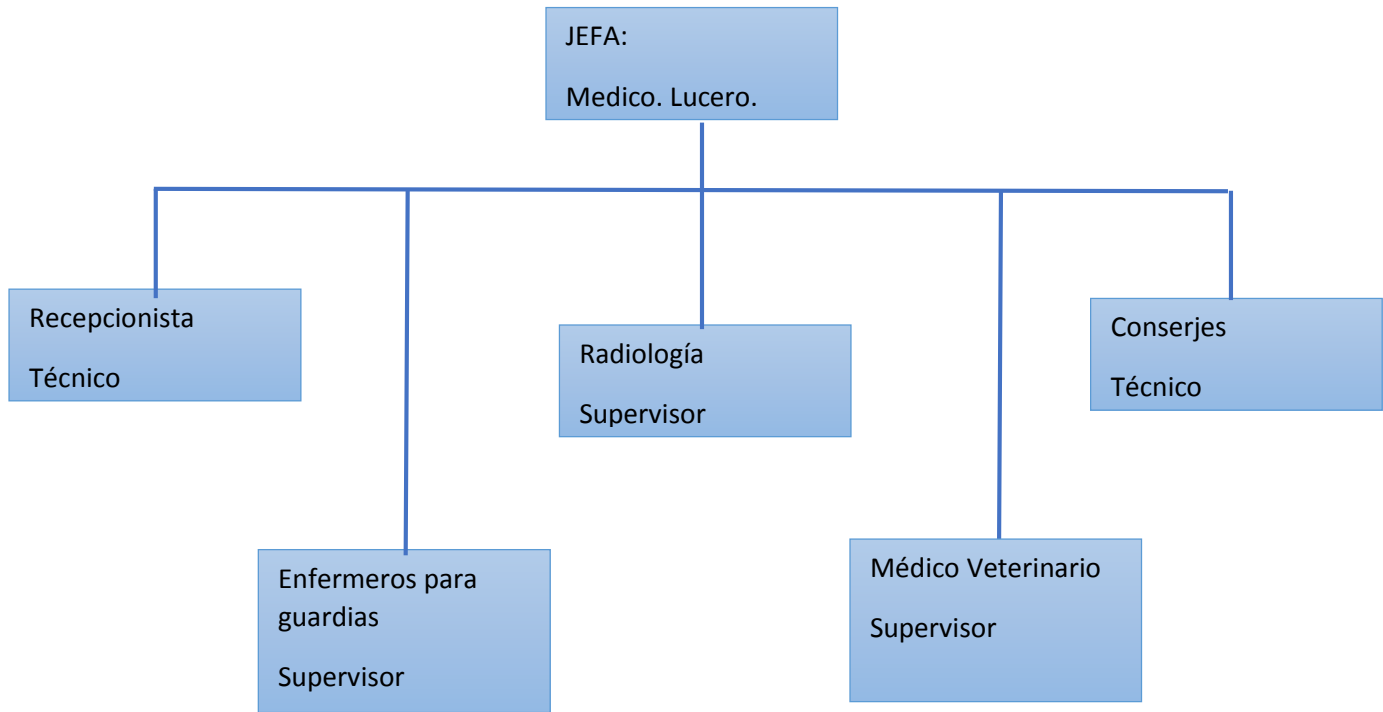 JEFA:
Medico. Lucero.
Recepcionista
Técnico
Radiología
Supervisor
Conserjes
Técnico
Enfermeros para
guardias
Supervisor
Médico Veterinario
Supervisor